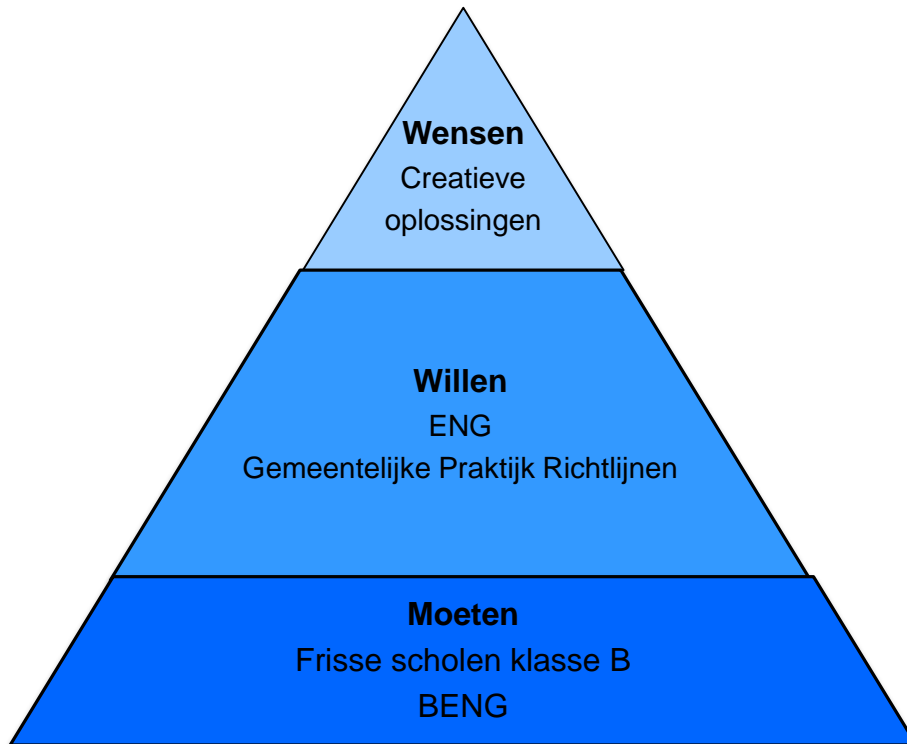 Wensen
Creatieve
oplossingen
Willen
ENG
Gemeentelijke Praktijk Richtlijnen
Moeten
Frisse scholen klasse B
BENG